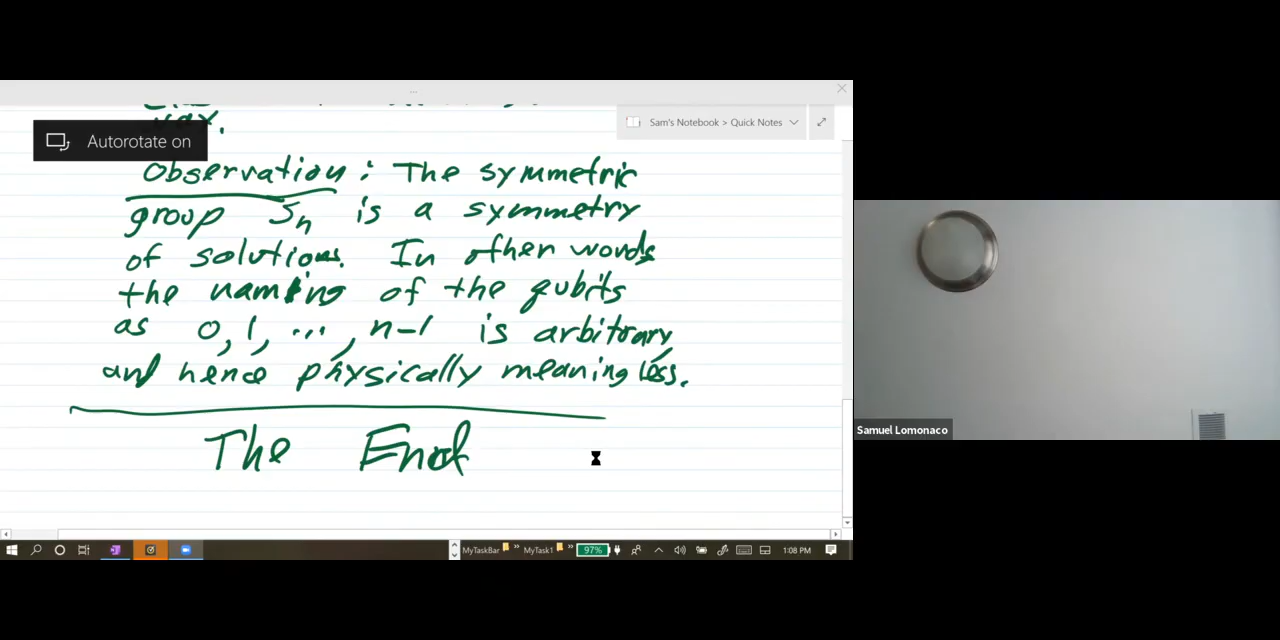 ...
vax.
Sam's Notebook > Quick Notes
Autorotate on
Observation: The symmetric
group Sn is a symmetry
of solutions. In other words
the naming of the qubits
as 0, 1, ..., n-1 is arbitrary
and hence physically meaningless.
The End
Samuel Lomonaco
MyTaskBar
MyTask1
97%
1:08 PM